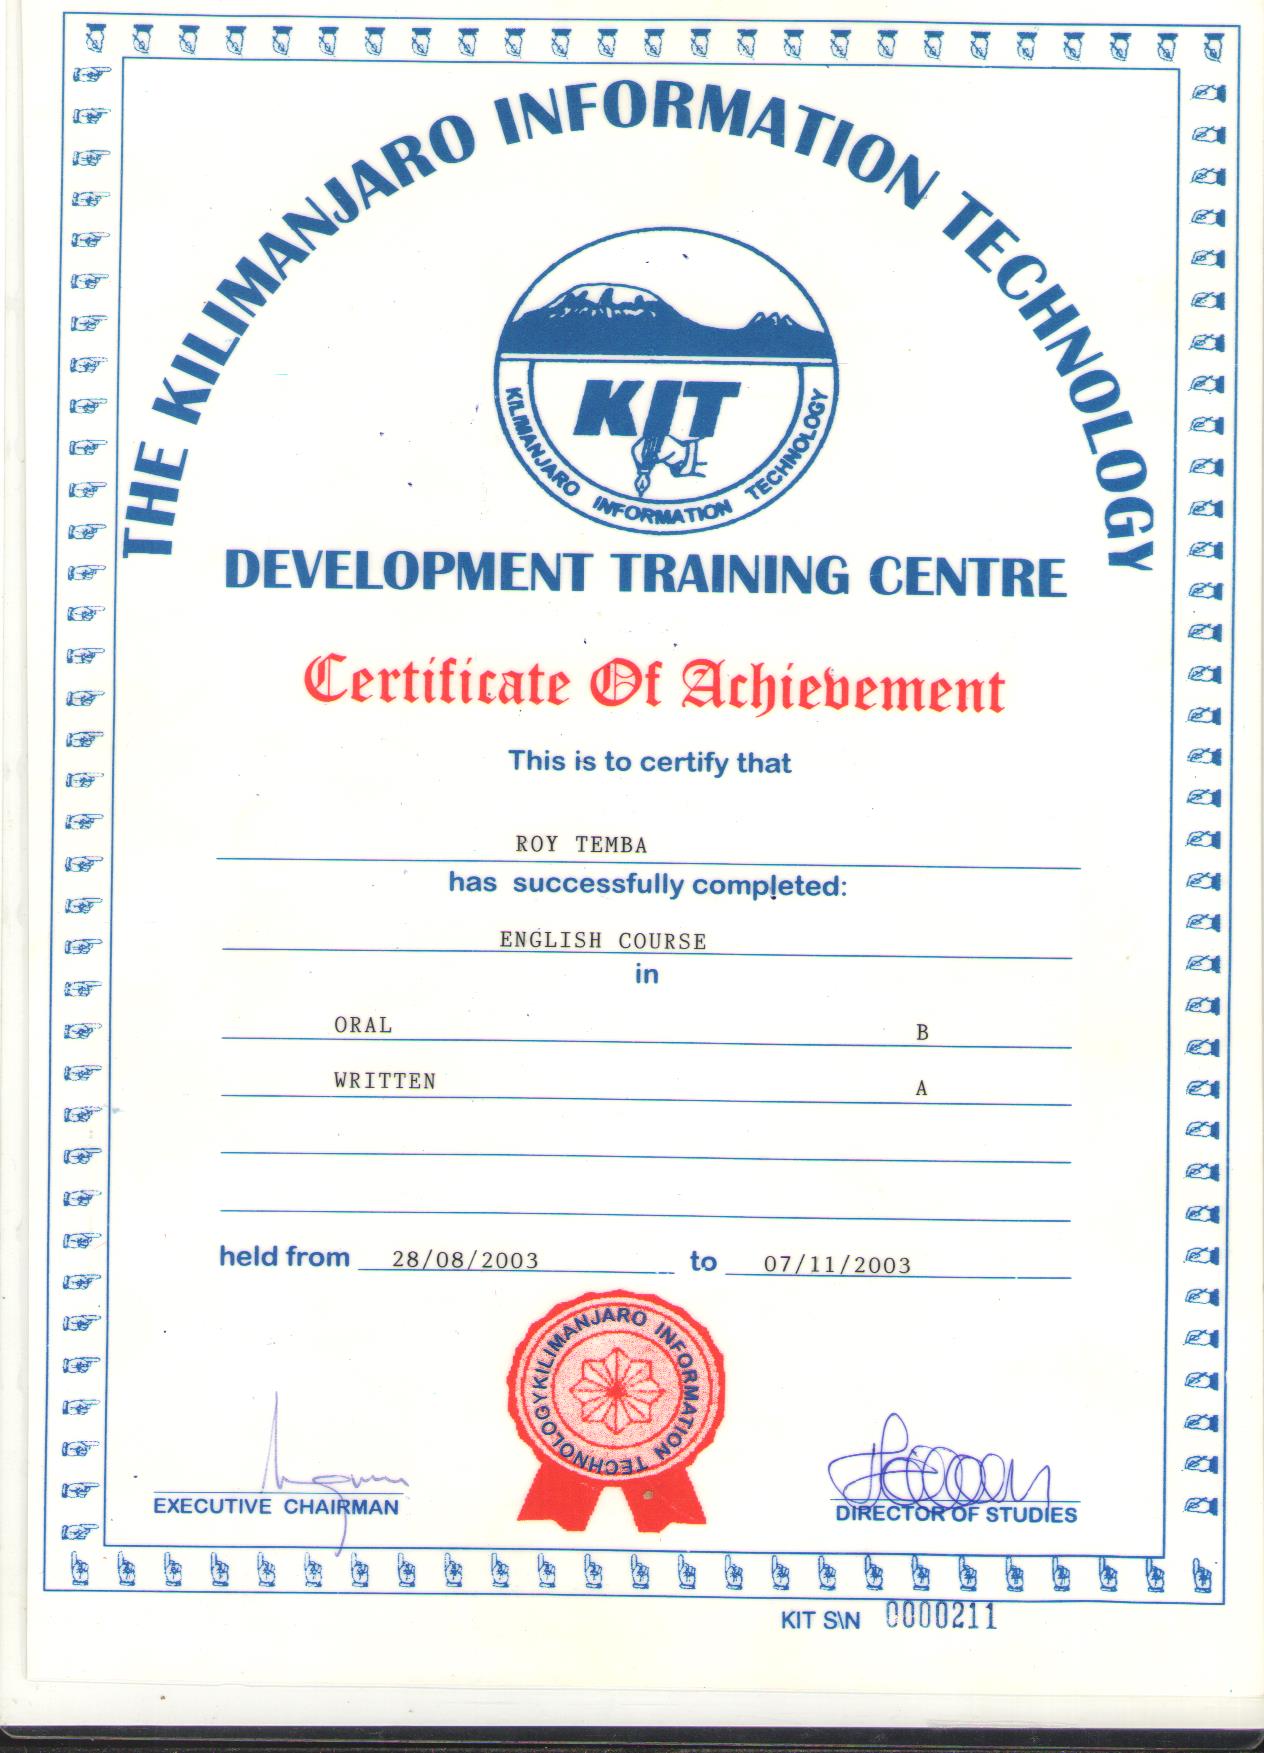 THE KILIMANJARO INFORMATION TECHNOLOGY
KIT
KILIMANJARO INFORMATION TECHNOLOGY
DEVELOPMENT TRAINING CENTRE
Certificate Of Achievement
This is to certify that
ROY TEMBA
has successfully completed:
ENGLISH COURSE
in
ORAL B
WRITTEN A
held from 28/08/2003 to 07/11/2003
KILIMANJARO INFORMATION TECHNOLOGY
EXECUTIVE CHAIRMAN
DIRECTOR OF STUDIES
KIT S\N 0000211